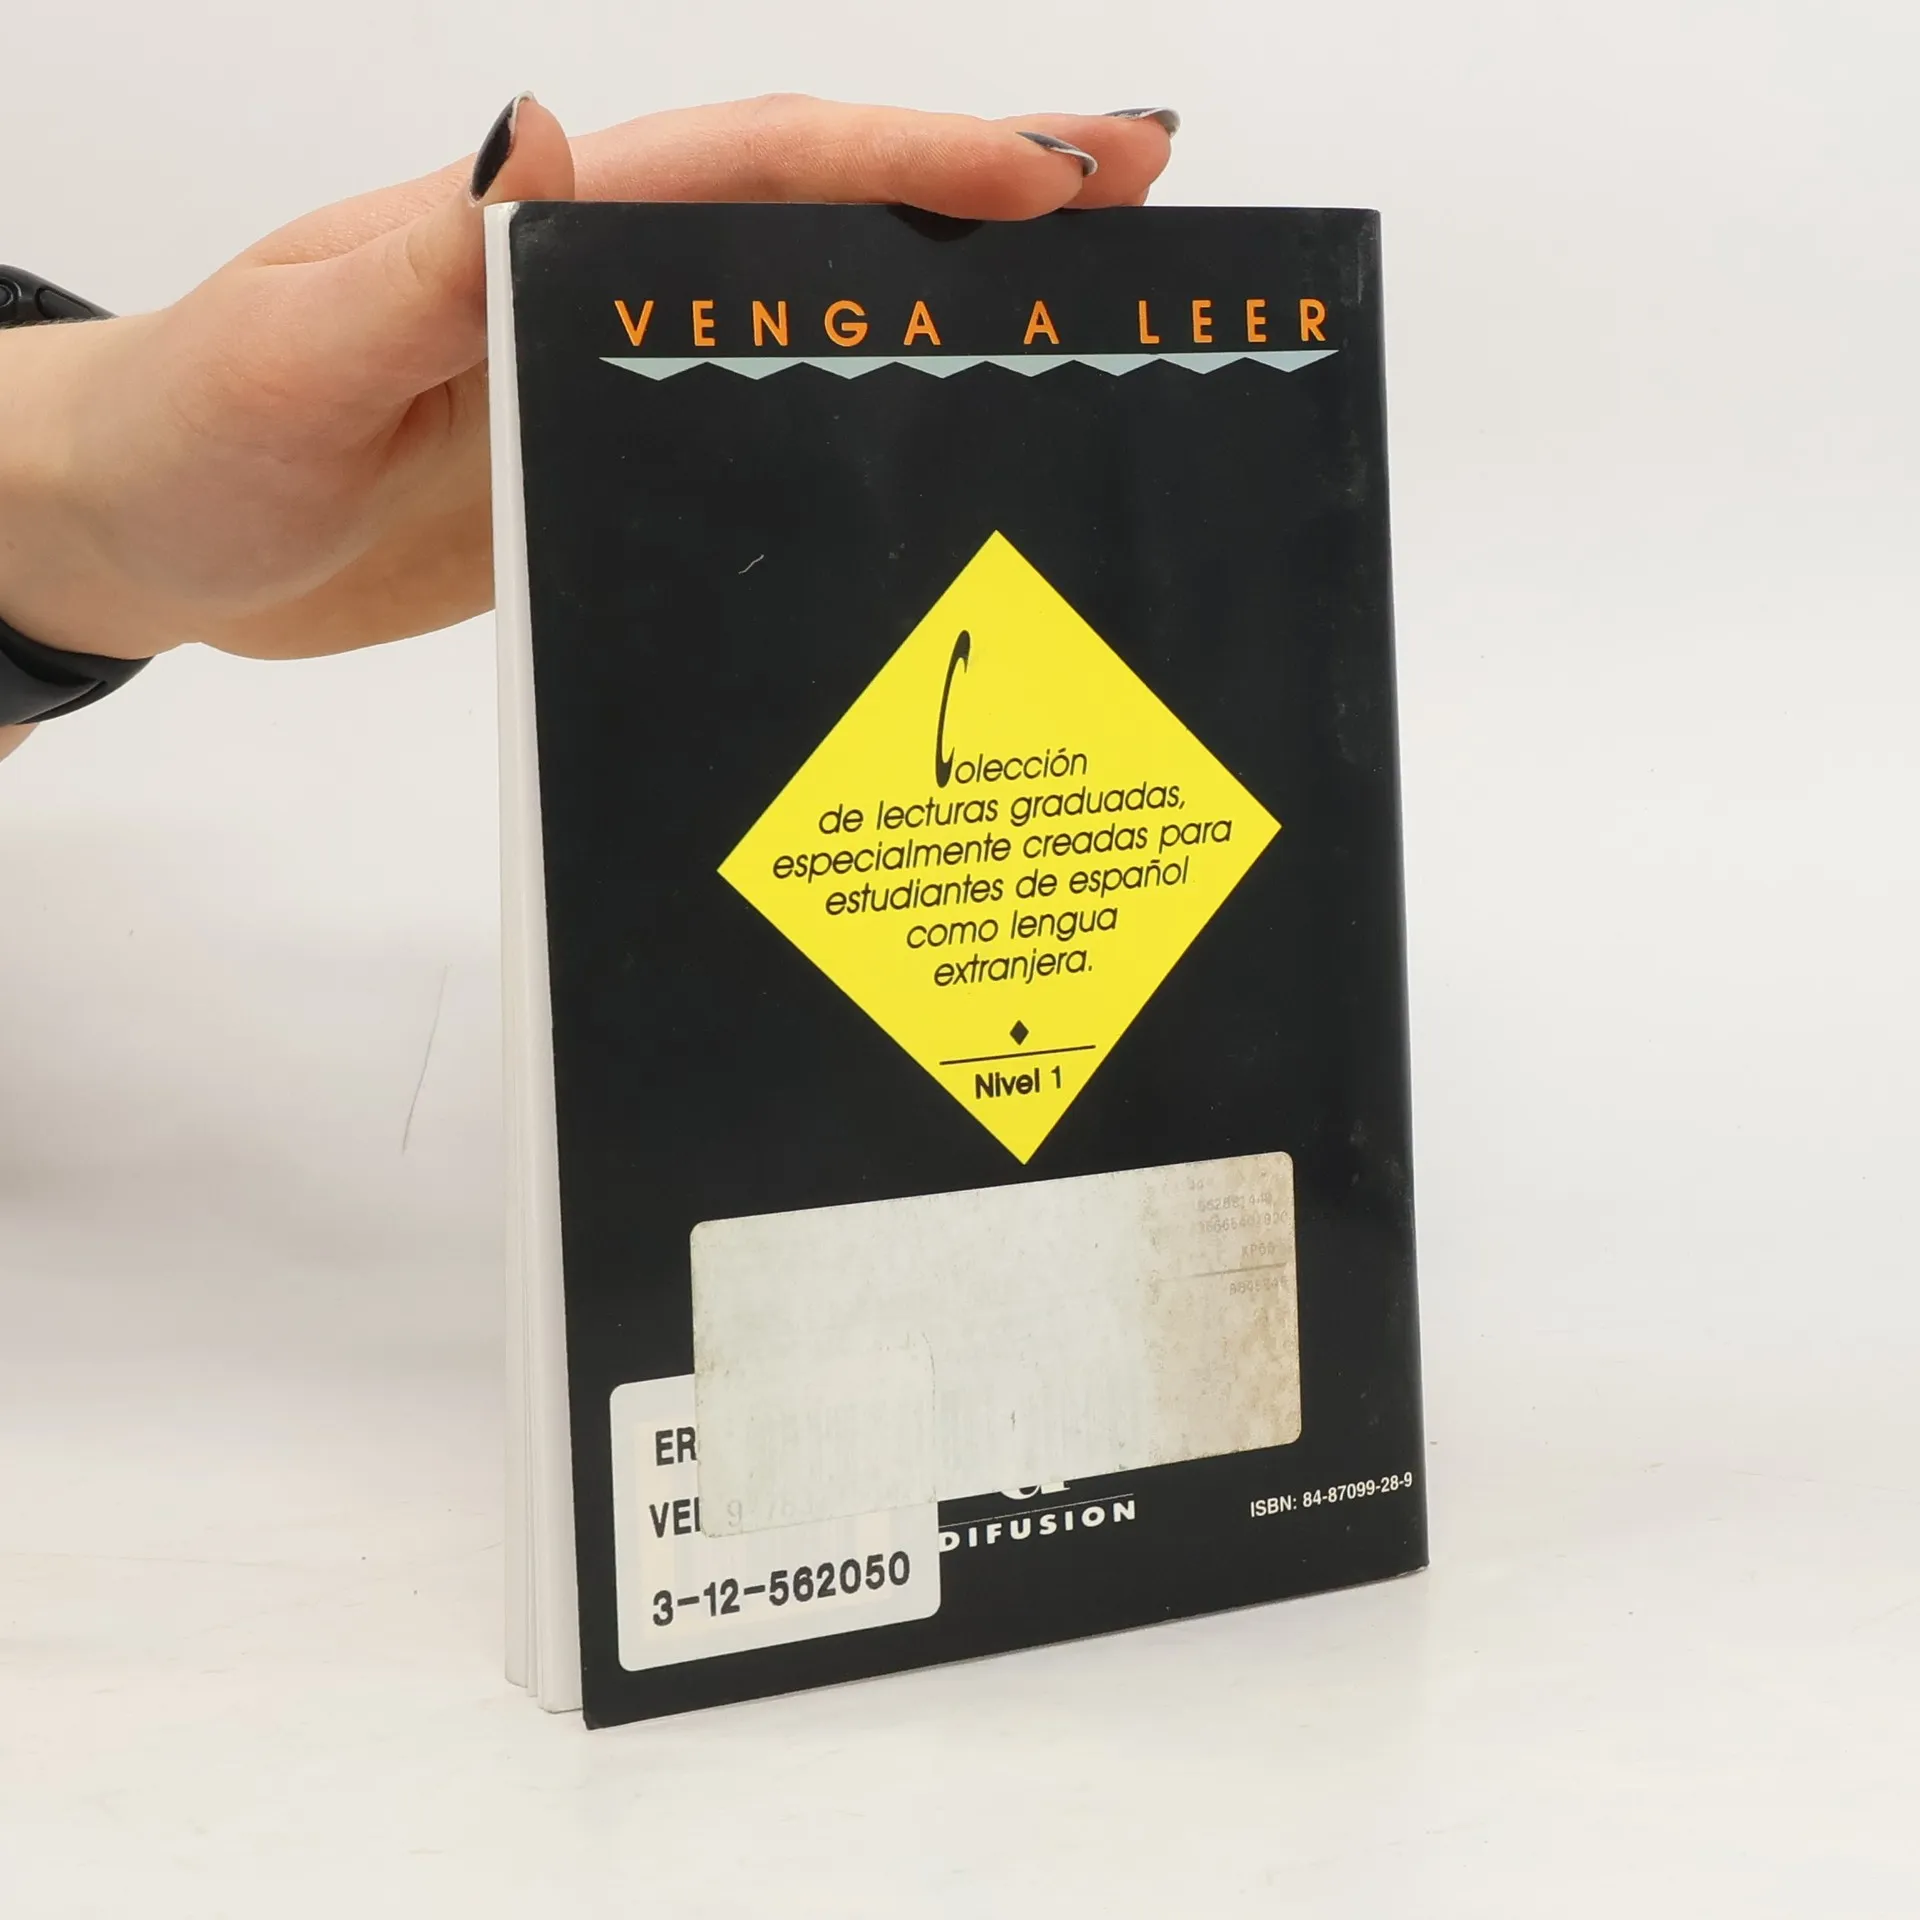 VENGA A LEER
Colección
de lecturas graduadas,
especialmente creadas para
estudiantes de español
como lengua
extranjera.
Nivel 1
ER
VE
3-12-562050
DIFUSION
ISBN: 84-87099-28-9